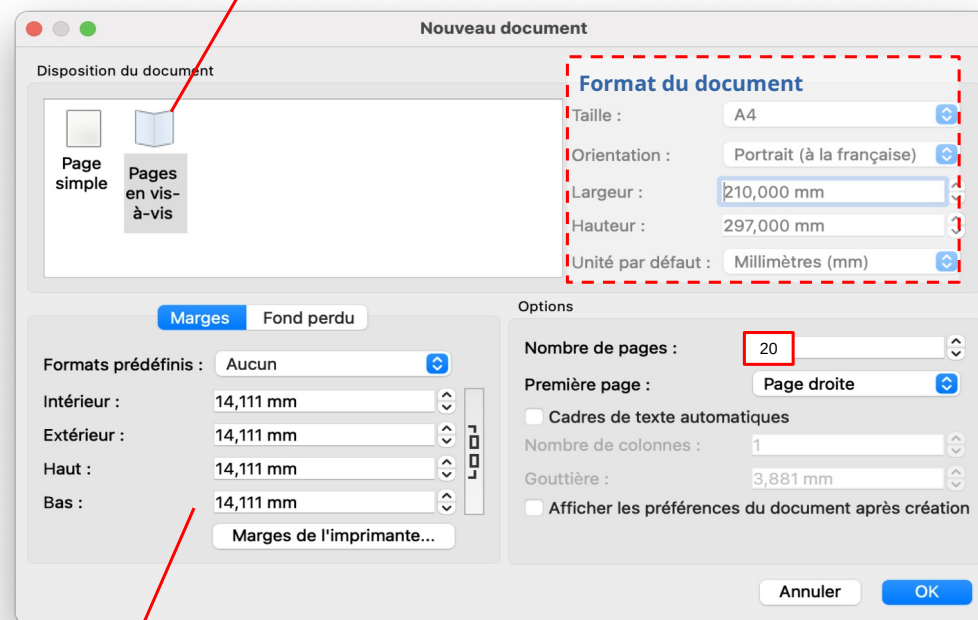 Nouveau document
Disposition du document
Page
simple
Pages
en vis-
à-vis
Format du document
Taille : A4
Orientation : Portrait (à la française)
Largeur : 210,000 mm
Hauteur : 297,000 mm
Unité par défaut : Millimètres (mm)
Marges Fond perdu
Formats prédéfinis : Aucun
Intérieur : 14,111 mm
Extérieur : 14,111 mm
Haut : 14,111 mm
Bas : 14,111 mm
Marges de l'imprimante...
Options
Nombre de pages : 20
Première page : Page droite
Cadres de texte automatiques
Nombre de colonnes : 1
Gouttière : 3,881 mm
Afficher les préférences du document après création
Annuler OK